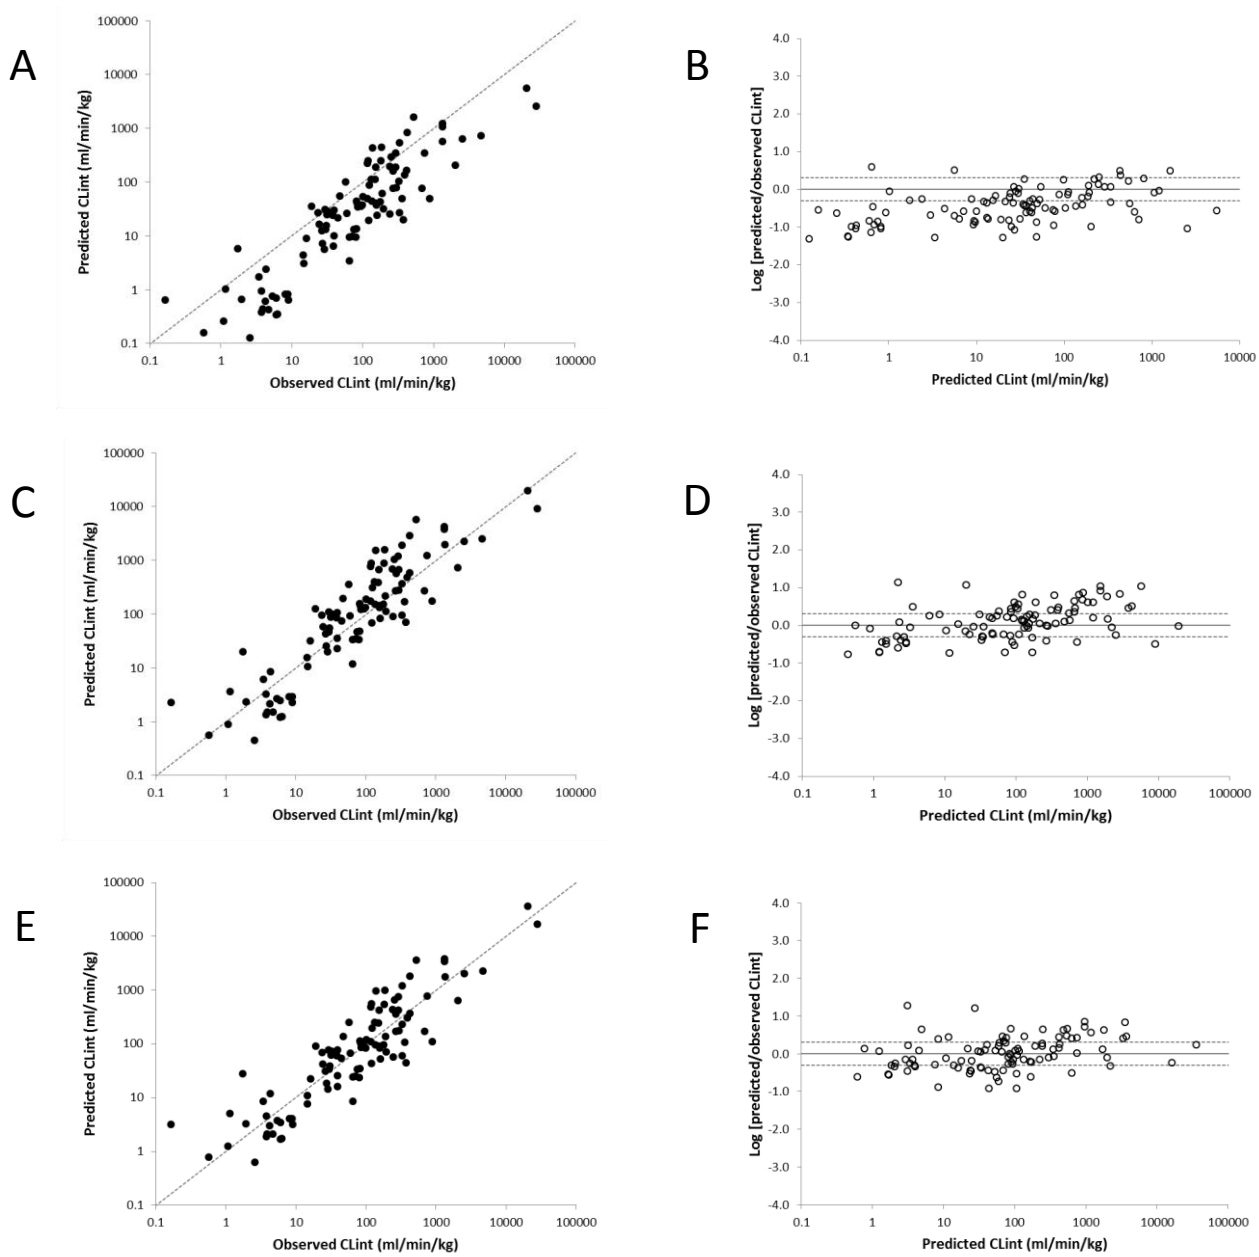 A
Predicted CLint (ml/min/kg)
100000
10000
1000
100
10
1
0.1
0.1 1 10 100 1000 10000 100000
Observed CLint (ml/min/kg)
B
Log [predicted/observed CLint]
4.0
3.0
2.0
1.0
0.0
-1.0
-2.0
-3.0
-4.0
0.1 1 10 100 1000 10000
Predicted CLint (ml/min/kg)
C
Predicted CLint (ml/min/kg)
100000
10000
1000
100
10
1
0.1
0.1 1 10 100 1000 10000 100000
Observed CLint (ml/min/kg)
D
Log [predicted/observed CLint]
4.0
3.0
2.0
1.0
0.0
-1.0
-2.0
-3.0
-4.0
0.1 1 10 100 1000 10000 100000
Predicted CLint (ml/min/kg)
E
Predicted CLint (ml/min/kg)
100000
10000
1000
100
10
1
0.1
0.1 1 10 100 1000 10000 100000
Observed CLint (ml/min/kg)
F
Log [predicted/observed CLint]
4.0
3.0
2.0
1.0
0.0
-1.0
-2.0
-3.0
-4.0
0.1 1 10 100 1000 10000 100000
Predicted CLint (ml/min/kg)